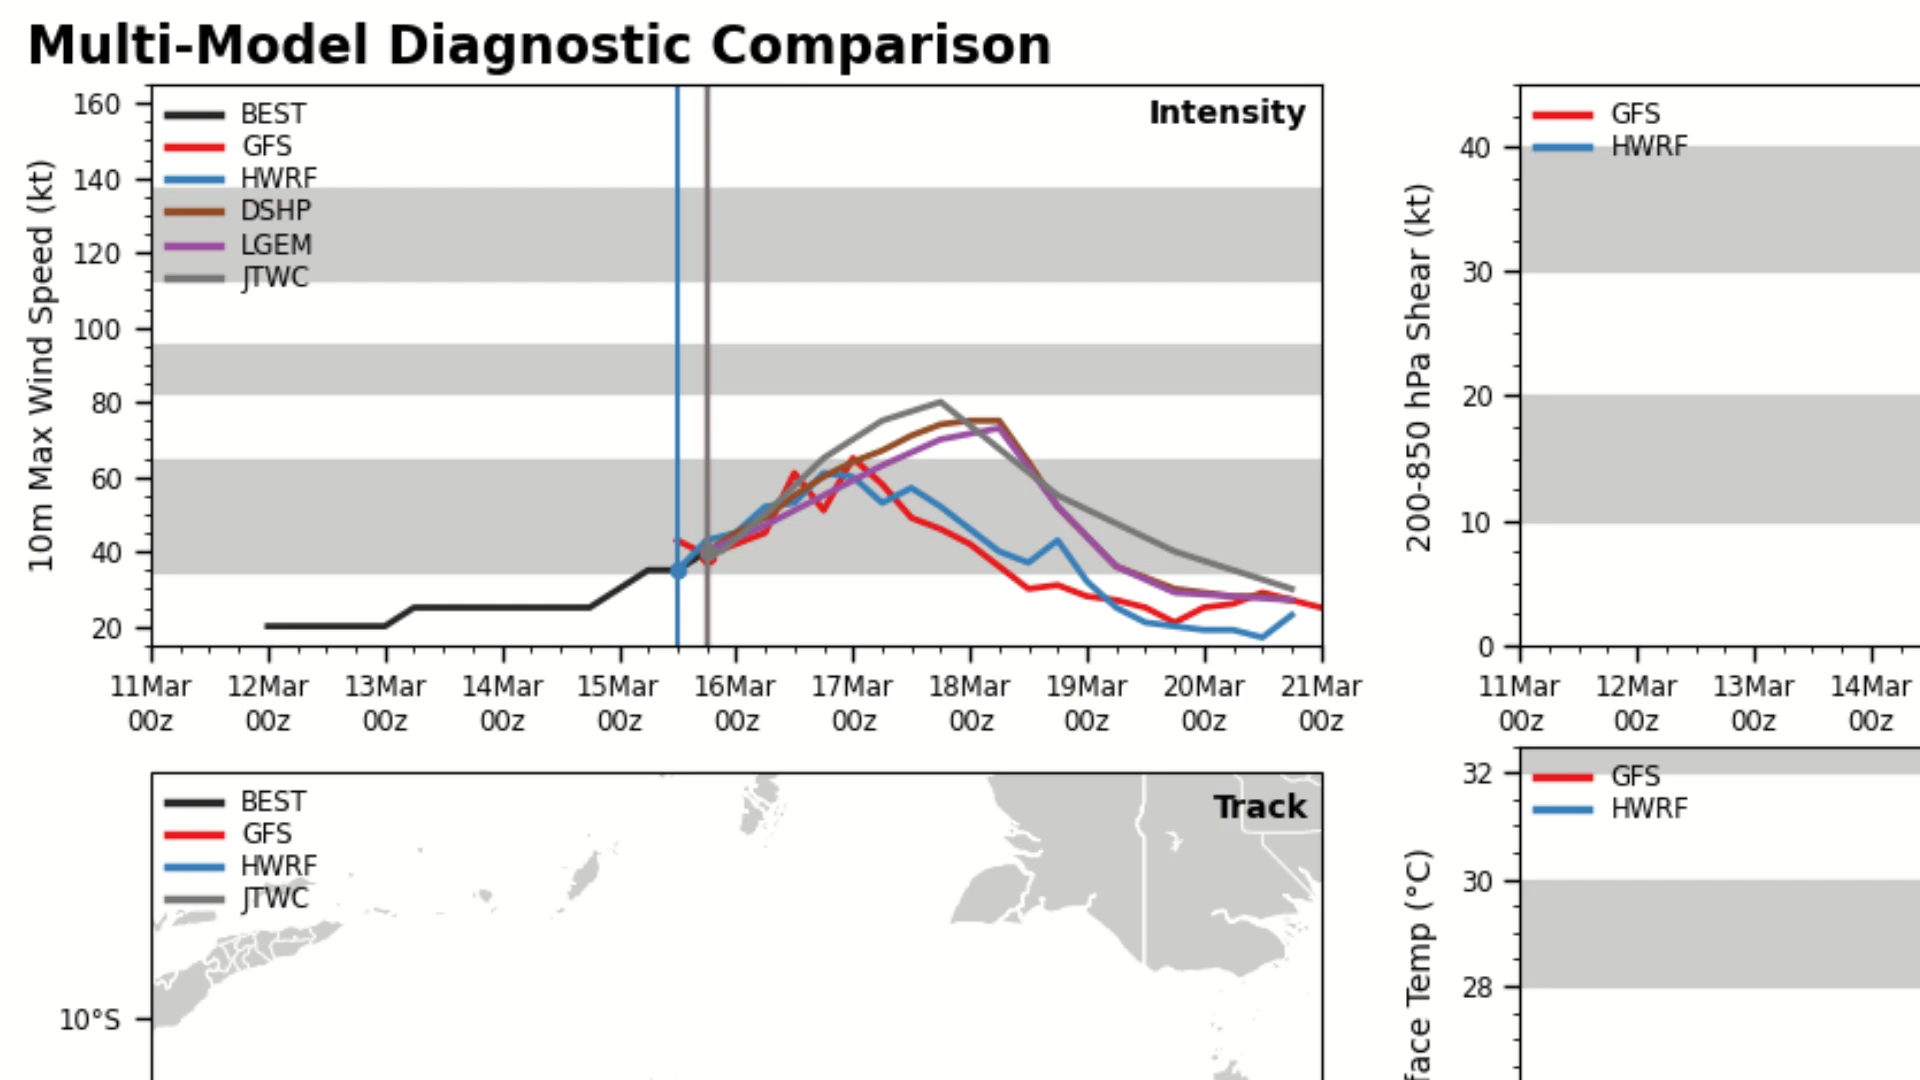 Multi-Model Diagnostic Comparison
Intensity
BEST
GFS
HWRF
DSHP
LGEM
JTWC
10m Max Wind Speed (kt)
160
140
120
100
80
60
40
20
11Mar 12Mar 13Mar 14Mar 15Mar 16Mar 17Mar 18Mar 19Mar 20Mar 21Mar
00z 00z 00z 00z 00z 00z 00z 00z 00z 00z 00z
GFS
HWRF
200-850 hPa Shear (kt)
40
30
20
10
0
11Mar 12Mar 13Mar 14Mar
00z 00z 00z 00z
Track
BEST
GFS
HWRF
JTWC
10°S
GFS
HWRF
face Temp (°C)
32
30
28